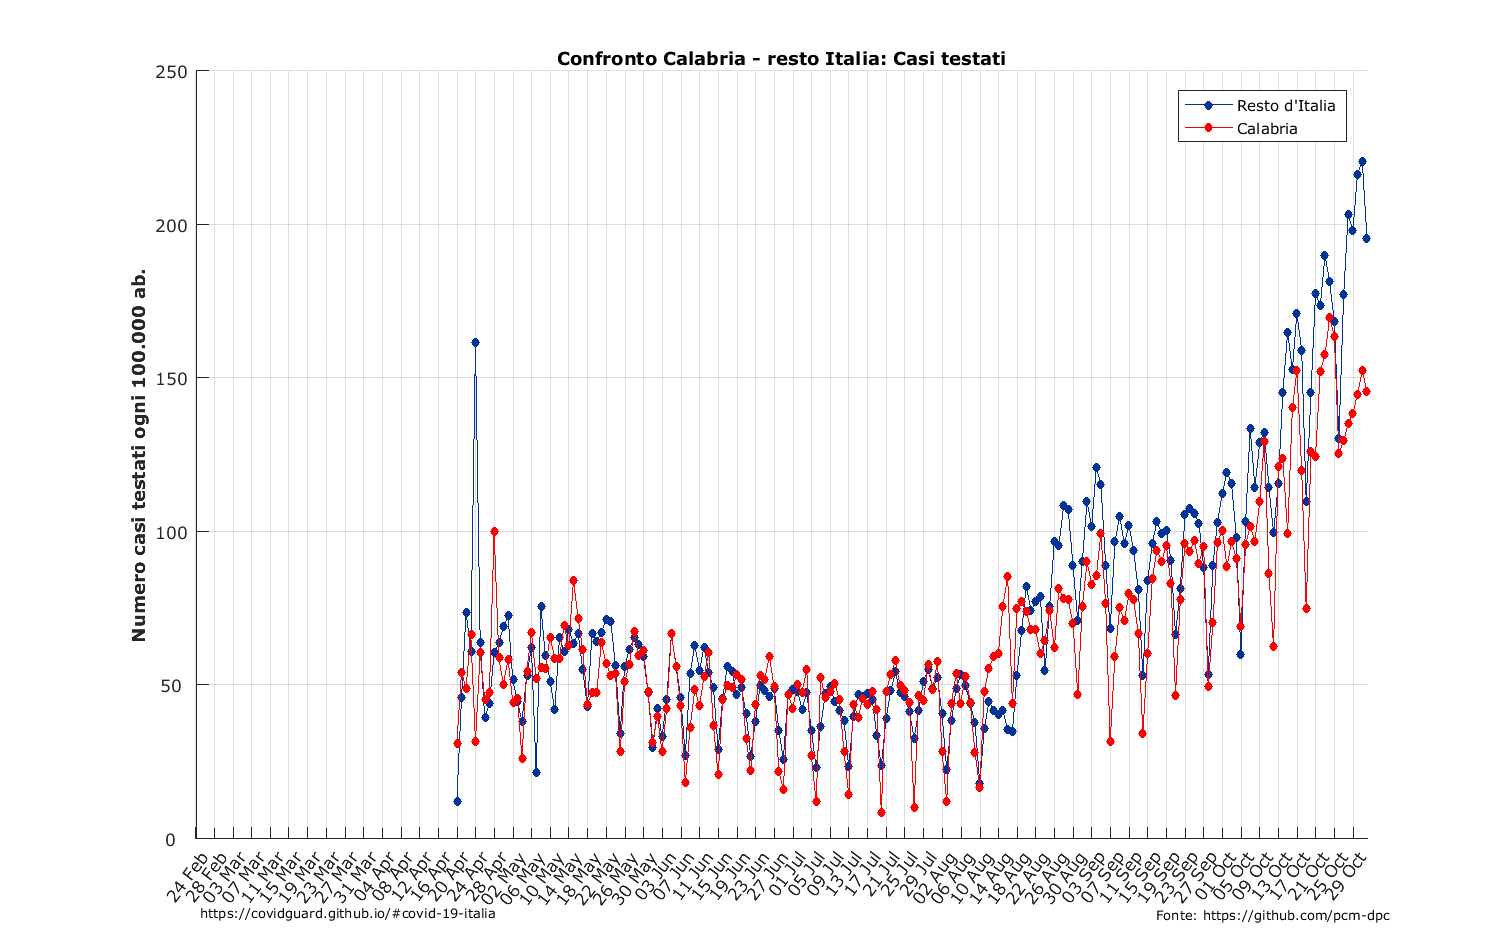 Confronto Calabria - resto Italia: Casi testati
Numero casi testati ogni 100.000 ab.
250
200
150
100
50
0
Resto d'Italia
Calabria
24 Feb
28 Feb
03 Mar
07 Mar
11 Mar
15 Mar
19 Mar
23 Mar
27 Mar
31 Mar
04 Apr
08 Apr
12 Apr
16 Apr
20 Apr
24 Apr
28 Apr
02 May
06 May
10 May
14 May
18 May
22 May
26 May
30 May
03 Jun
07 Jun
11 Jun
15 Jun
19 Jun
23 Jun
27 Jun
01 Jul
05 Jul
09 Jul
13 Jul
17 Jul
21 Jul
25 Jul
29 Jul
02 Aug
06 Aug
10 Aug
14 Aug
18 Aug
22 Aug
26 Aug
30 Aug
03 Sep
07 Sep
11 Sep
15 Sep
19 Sep
23 Sep
27 Sep
01 Oct
05 Oct
09 Oct
13 Oct
17 Oct
21 Oct
25 Oct
29 Oct
https://covidguard.github.io/#covid-19-italia
Fonte: https://github.com/pcm-dpc